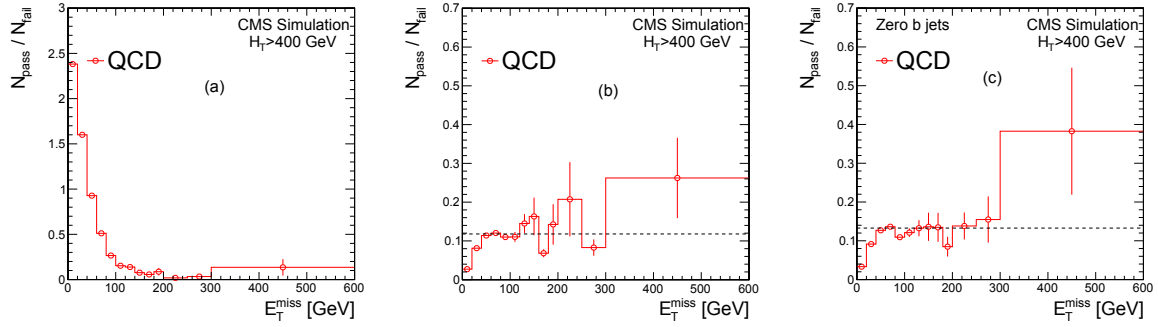 CMS Simulation
H_T>400 GeV
QCD
(a)
N_pass / N_fail
3
2.5
2
1.5
1
0.5
0
0 100 200 300 400 500 600
E_T^miss [GeV]
CMS Simulation
H_T>400 GeV
QCD
(b)
N_pass / N_fail
0.7
0.6
0.5
0.4
0.3
0.2
0.1
0
0 100 200 300 400 500 600
E_T^miss [GeV]
Zero b jets
CMS Simulation
H_T>400 GeV
QCD
(c)
N_pass / N_fail
0.7
0.6
0.5
0.4
0.3
0.2
0.1
0
0 100 200 300 400 500 600
E_T^miss [GeV]